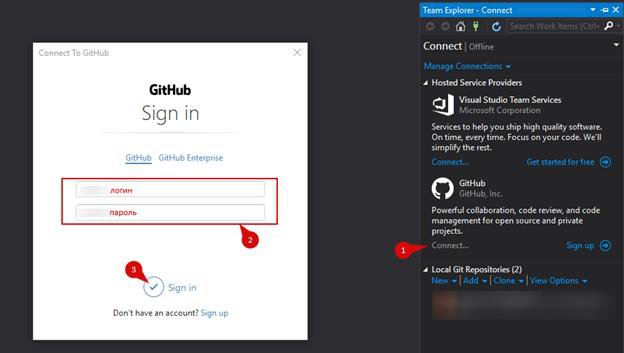 Connect To GitHub
GitHub
Sign in
GitHub GitHub Enterprise
логин
пароль
2
3
Sign in
Don't have an account? Sign up
Team Explorer - Connect
Search Work Items (Ctrl+
Connect | Offline
Manage Connections
Hosted Service Providers
Visual Studio Team Services
Microsoft Corporation
Services to help you ship high quality software.
On time, every time. Focus on your code. We'll
simplify the rest.
Connect... Get started for free
GitHub
GitHub, Inc.
Powerful collaboration, code review, and code
management for open source and private
projects.
1
Connect... Sign up
Local Git Repositories (2)
New | Add | Clone | View Options